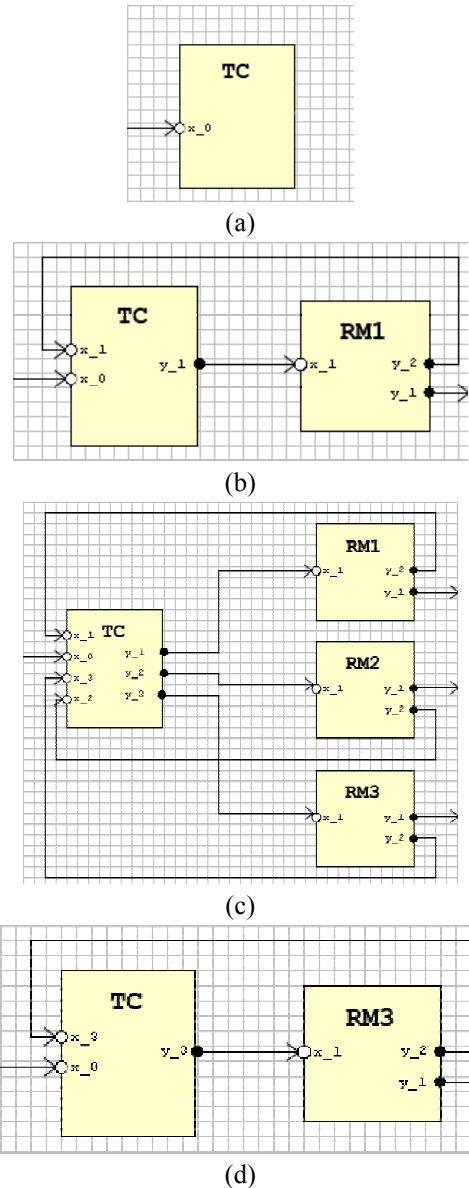 TC
x_0
(a)
TC
RM1
x_1
y_1
x_1
y_2
x_0
y_1
(b)
RM1
x_1
y_2
y_1
TC
x_1
x_0
x_3
x_2
y_1
y_2
y_3
RM2
x_1
y_1
y_2
RM3
x_1
y_1
y_2
(c)
TC
RM3
x_3
y_3
x_1
y_2
x_0
y_1
(d)